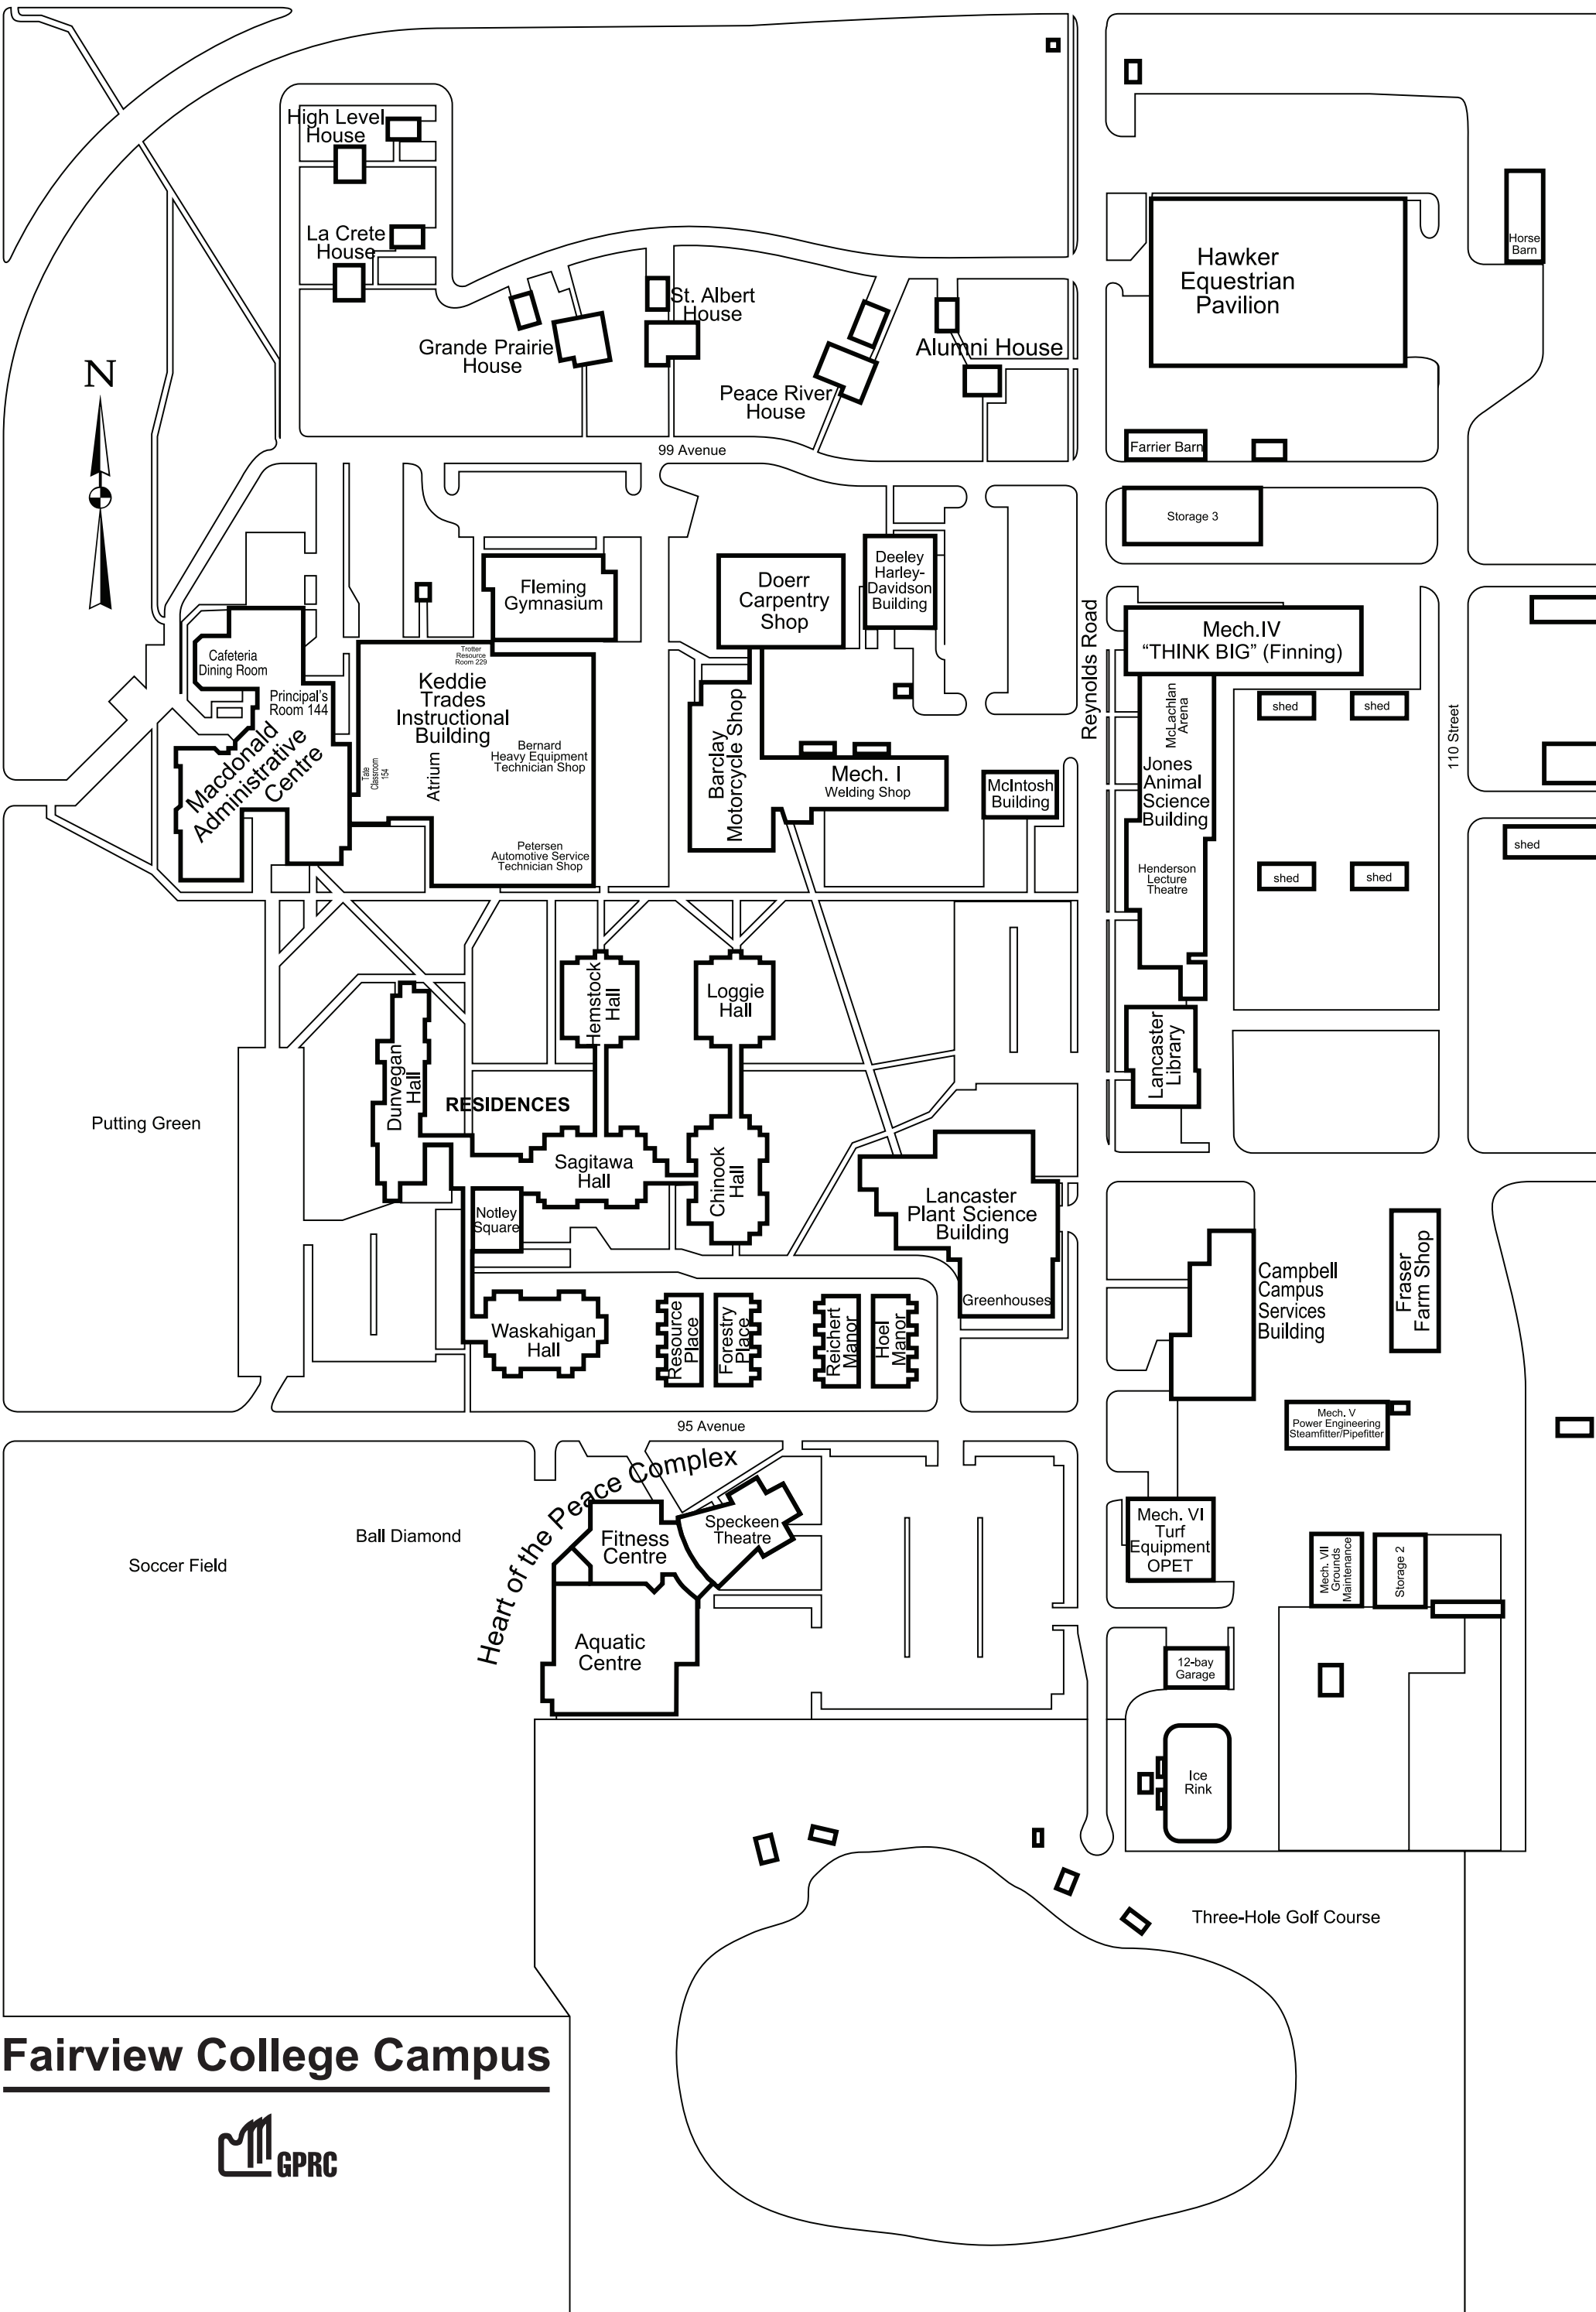 High Level
House
La Crete
House
Grande Prairie
House
St. Albert
House
Peace River
House
Alumni House
Hawker
Equestrian
Pavilion
Horse
Barn
N
99 Avenue
Farrier Barn
Storage 3
Fleming
Gymnasium
Doerr
Carpentry
Shop
Deeley
Harley-
Davidson
Building
Reynolds Road
Mech.IV
“THINK BIG” (Finning)
110 Street
Cafeteria
Dining Room
Principal's
Room 144
Macdonald
Administrative
Centre
Trotter
Resource
Room 229
Keddie
Trades
Instructional
Building
Bernard
Heavy Equipment
Technician Shop
Tate
Classroom
154
Atrium
Petersen
Automotive Service
Technician Shop
Barclay
Motorcycle Shop
Mech. I
Welding Shop
McIntosh
Building
McLachlan
Arena
Jones
Animal
Science
Building
Henderson
Lecture
Theatre
shed
shed
shed
shed
shed
Hemstock
Hall
Loggie
Hall
Lancaster
Library
Dunvegan
Hall
RESIDENCES
Putting Green
Sagitawa
Hall
Chinook
Hall
Notley
Square
Lancaster
Plant Science
Building
Greenhouses
Campbell
Campus
Services
Building
Fraser
Farm Shop
Waskahigan
Hall
Resource
Place
Forestry
Place
Reichert
Manor
Hoel
Manor
95 Avenue
Mech. V
Power Engineering
Steamfitter/Pipefitter
Heart of the Peace Complex
Speckeen
Theatre
Fitness
Centre
Aquatic
Centre
Ball Diamond
Soccer Field
Mech. VI
Turf
Equipment
OPET
Mech. VII
Grounds
Maintenance
Storage 2
12-bay
Garage
Ice
Rink
Three-Hole Golf Course
Fairview College Campus
GPRC